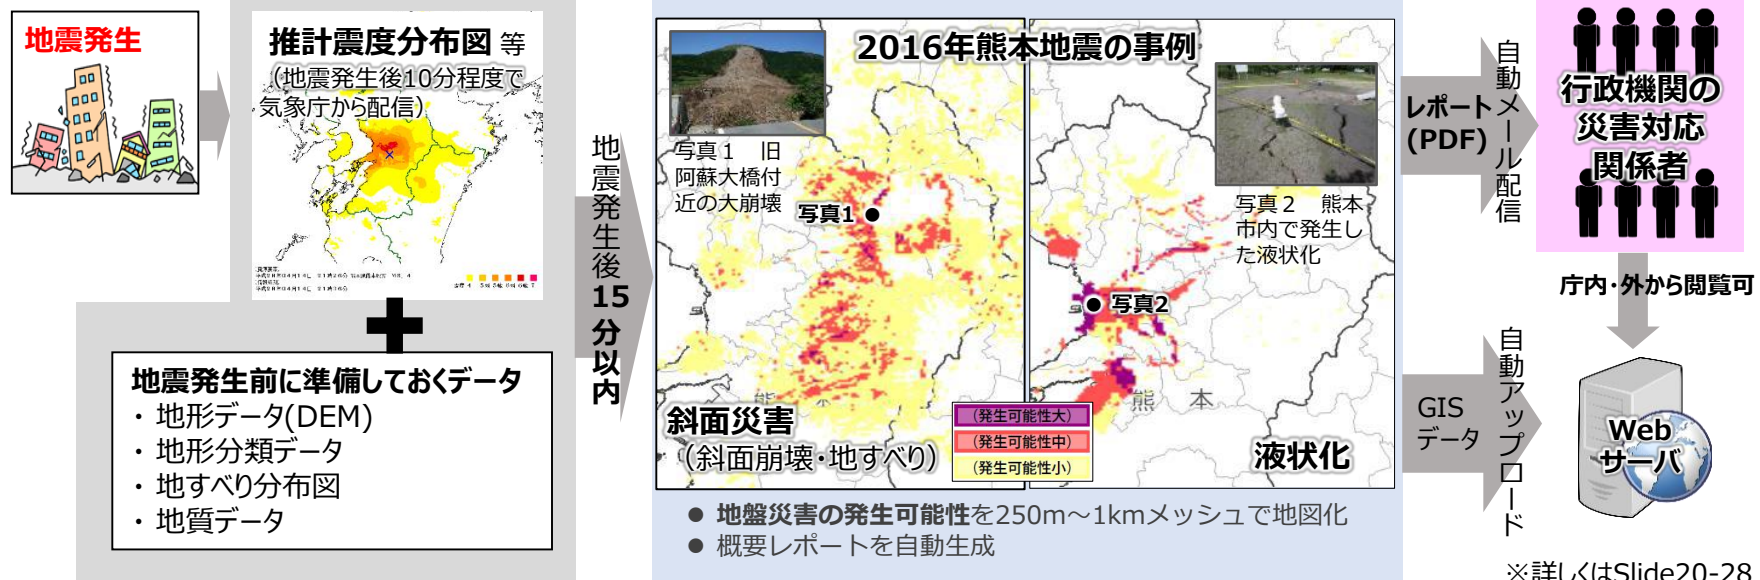 地震発生
推計震度分布図 等
（地震発生後10分程度で
気象庁から配信）
＋
地震発生前に準備しておくデータ
・ 地形データ(DEM)
・ 地形分類データ
・ 地すべり分布図
・ 地質データ
地震発生後15分以内
2016年熊本地震の事例
写真１　旧
阿蘇大橋付
近の大崩壊
写真1
斜面災害
（斜面崩壊・地すべり）
（発生可能性大）
（発生可能性中）
（発生可能性小）
写真２　熊本
市内で発生し
た液状化
写真2
熊 本
液状化
● 地盤災害の発生可能性を250m～1kmメッシュで地図化
● 概要レポートを自動生成
レポート
(PDF)
自動メール配信
行政機関の
災害対応
関係者
庁内・外から閲覧可
GIS
データ
自動アップロード
Web
サーバ
※詳しくはSlide20-28